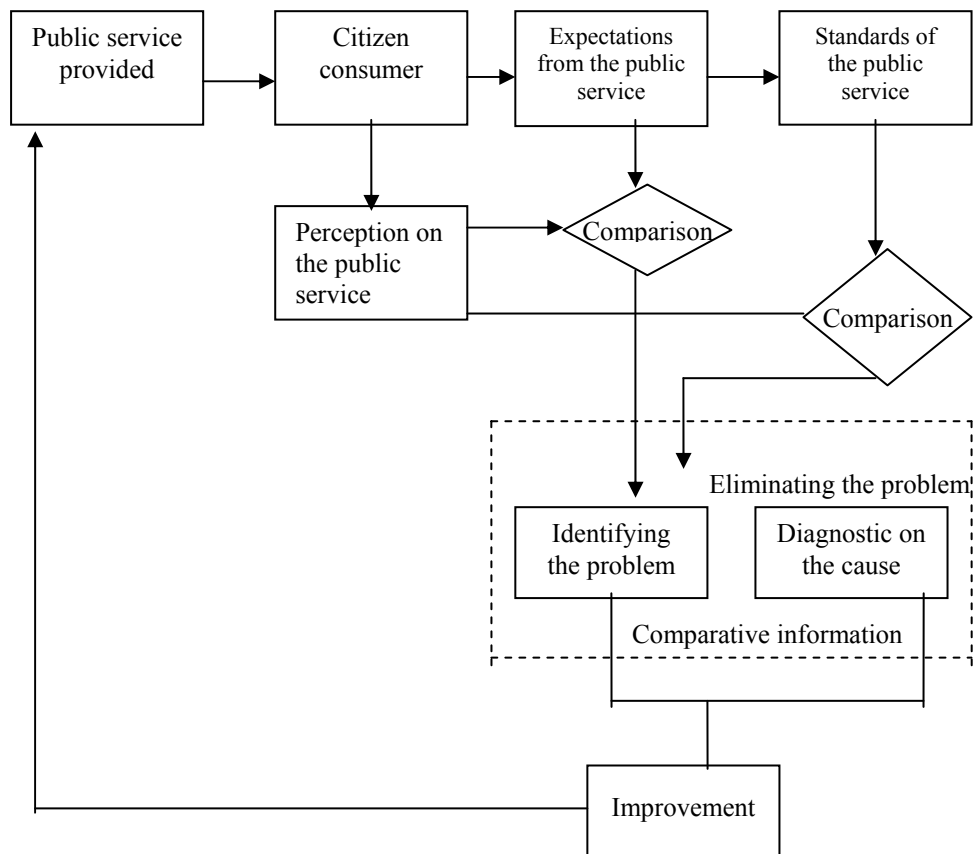 Public service
provided
Citizen
consumer
Expectations
from the public
service
Standards of
the public
service
Perception on
the public
service
Comparison
Comparison
Eliminating the problem
Identifying
the problem
Diagnostic on
the cause
Comparative information
Improvement